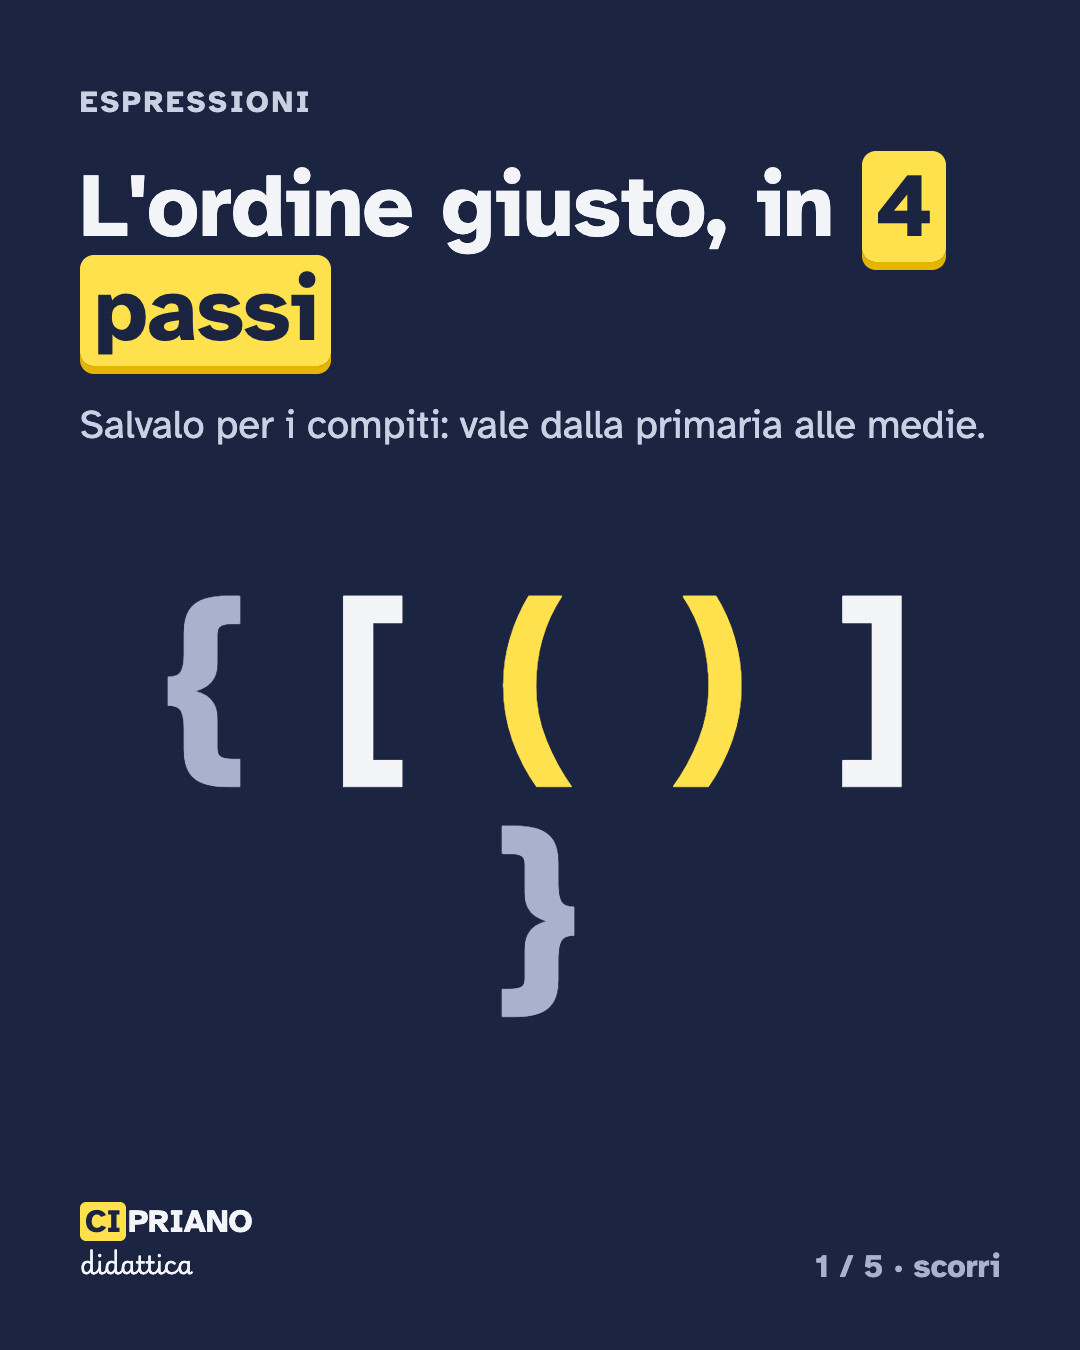 ESPRESSIONI
L'ordine giusto, in 4
passi
Salvalo per i compiti: vale dalla primaria alle medie.
{ [ ( ) ]
}
CIPRIANO
didattica
1 / 5 · scorri